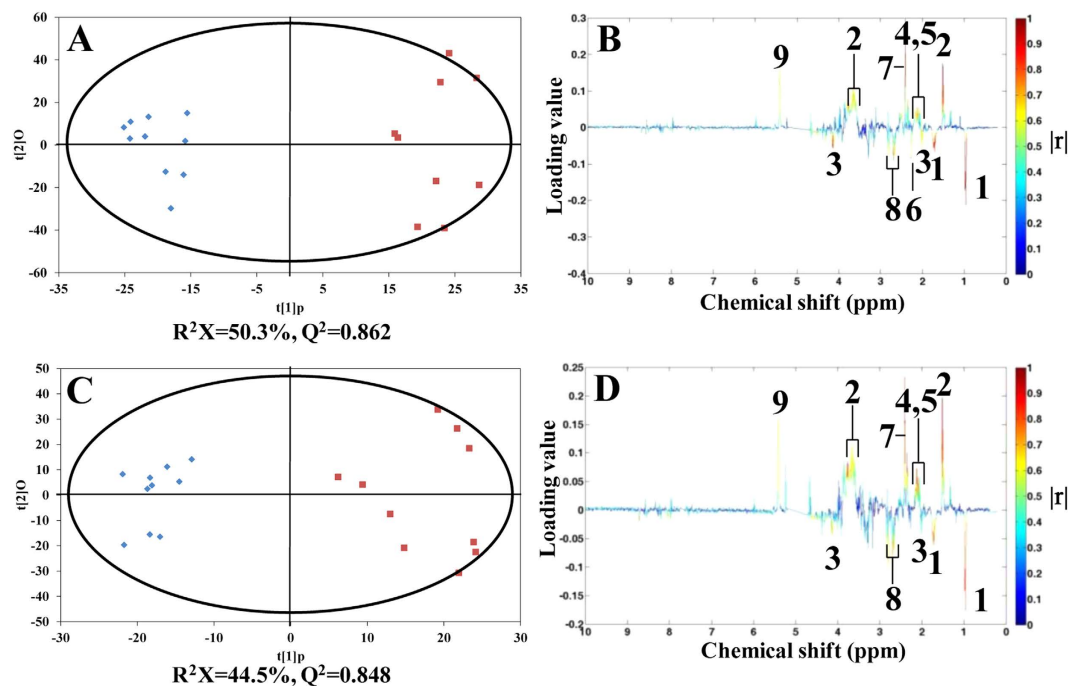 A
60
40
20
0
-20
-40
-60
t[2]O
-35 -25 -15 -5 5 15 25 35
t[1]p
R²X=50.3%, Q²=0.862
B
0.3
0.2
0.1
0
-0.1
-0.2
-0.3
0.4
Loading value
9 2 7 4,5 2
3 8 6 3 1 1
10 9 8 7 6 5 4 3 2 1 0
Chemical shift (ppm)
1
0.9
0.8
0.7
0.6
0.5
0.4
0.3
0.2
0.1
0
|r|
C
50
40
30
20
10
0
-10
-20
-30
-40
-50
t[2]O
-30 -20 -10 0 10 20 30
t[1]p
R²X=44.5%, Q²=0.848
D
0.25
0.2
0.15
0.1
0.05
0
-0.05
-0.1
-0.15
-0.2
Loading value
9 2 7 4,5 2
3 8 3 1 1
10 9 8 7 6 5 4 3 2 1 0
Chemical shift (ppm)
1
0.9
0.8
0.7
0.6
0.5
0.4
0.3
0.2
0.1
0
|r|